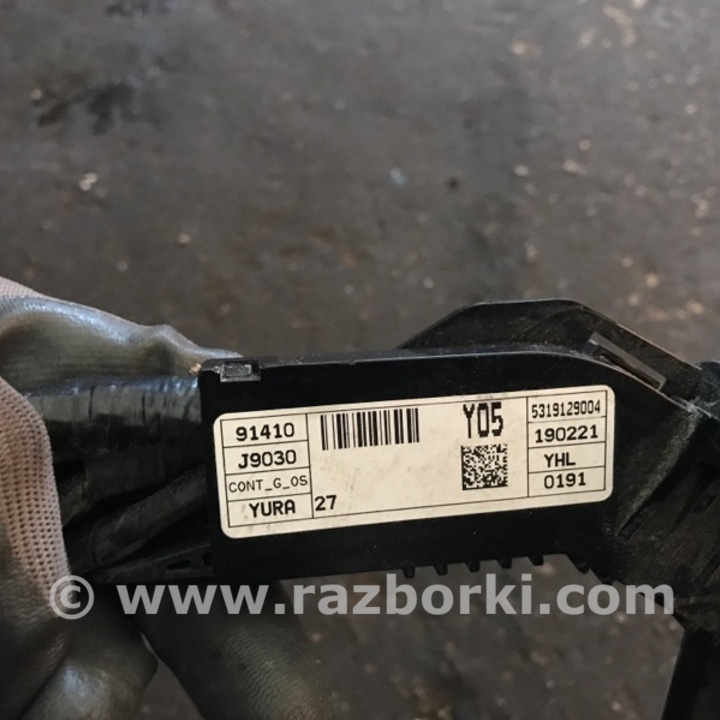 91410
J9030
CONT_G_OS
YURA
27
Y05
5319129004
190221
YHL
0191
© www.razborki.com